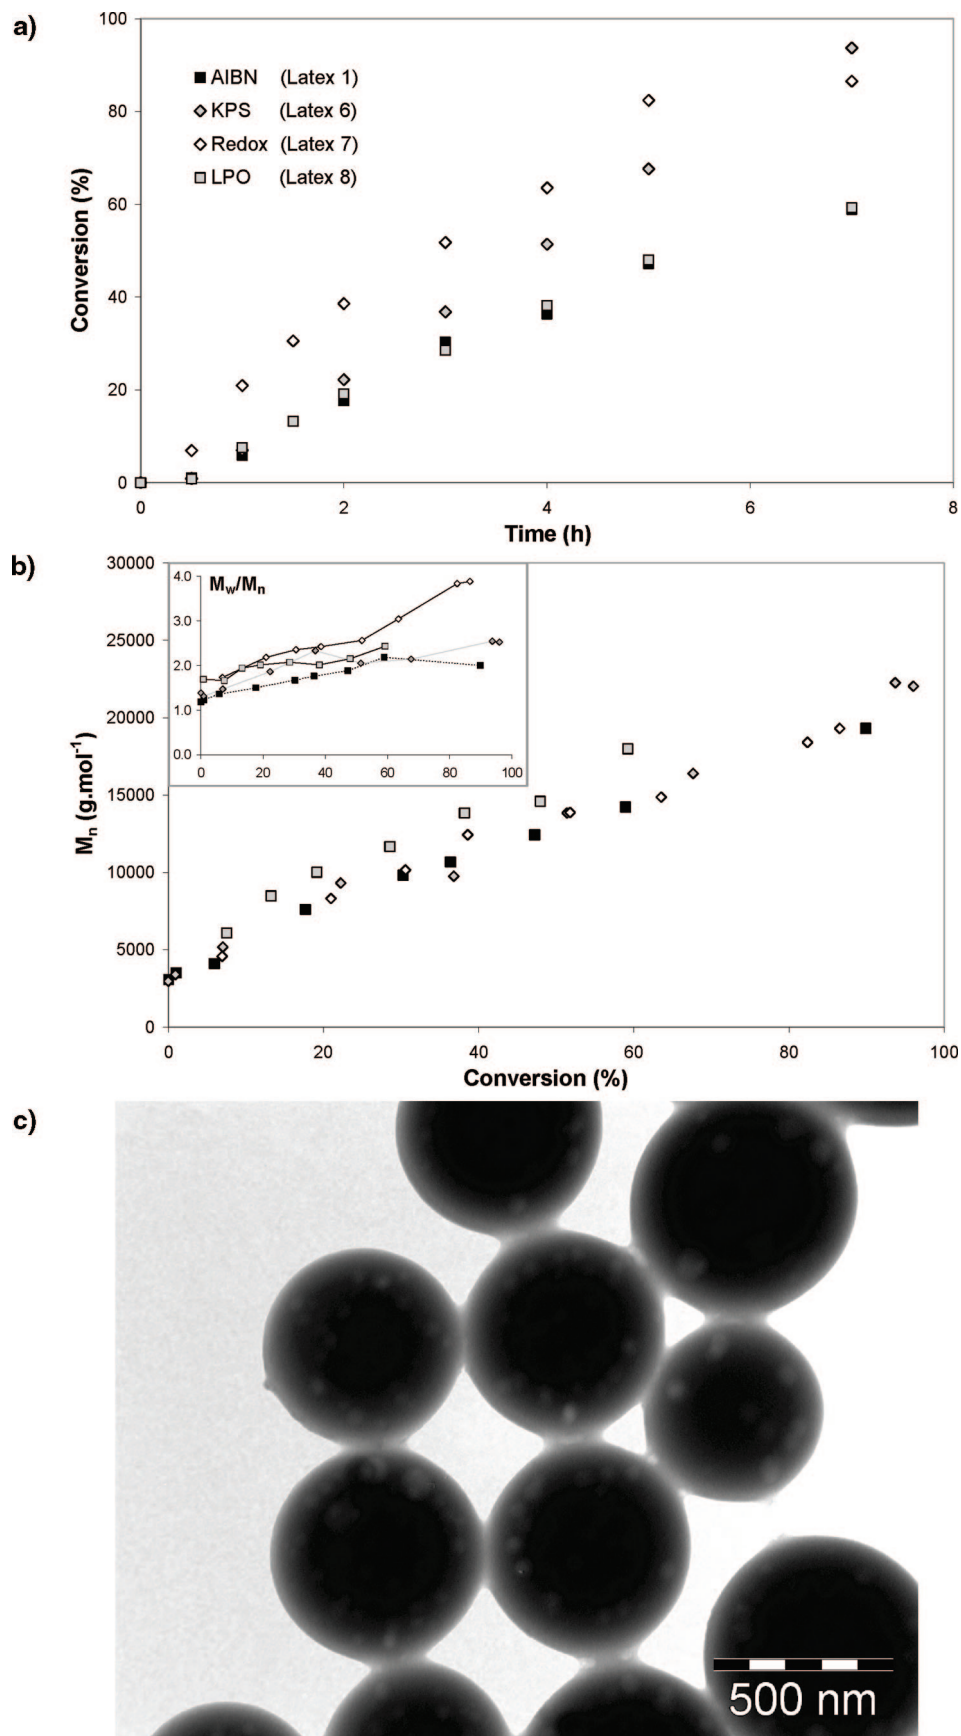 a)
100
80
60
40
20
0
Conversion (%)
AIBN (Latex 1)
KPS (Latex 6)
Redox (Latex 7)
LPO (Latex 8)
0 2 4 6 8
Time (h)
b)
30000
25000
20000
15000
10000
5000
0
Mn (g.mol-1)
4.0
3.0
2.0
1.0
0.0
Mw/Mn
0 20 40 60 80 100
0 20 40 60 80 100
Conversion (%)
c)
500 nm